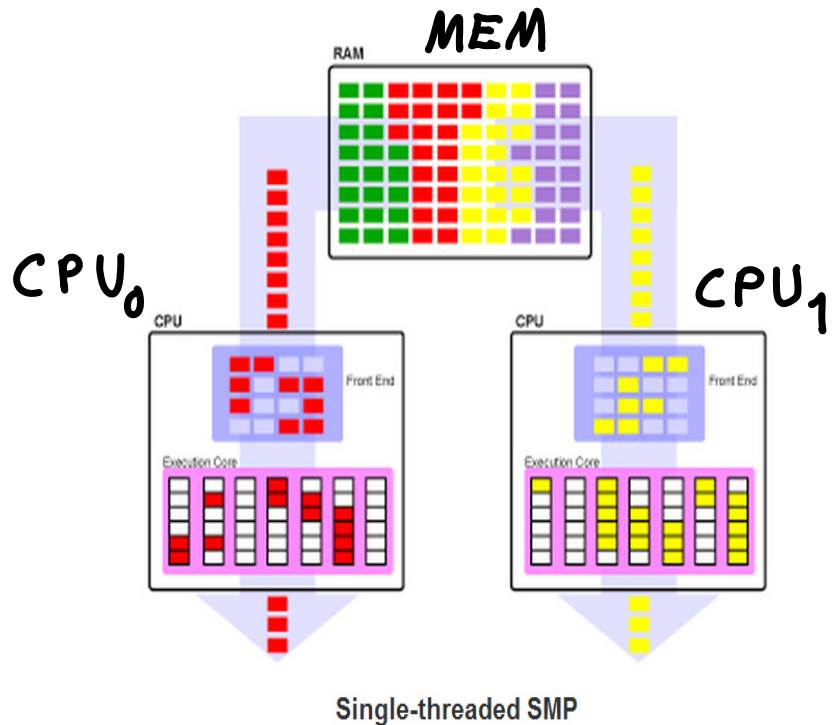 MEM
RAM
CPU₀
CPU₁
CPU
CPU
Front End
Front End
Execution Core
Execution Core
Single-threaded SMP